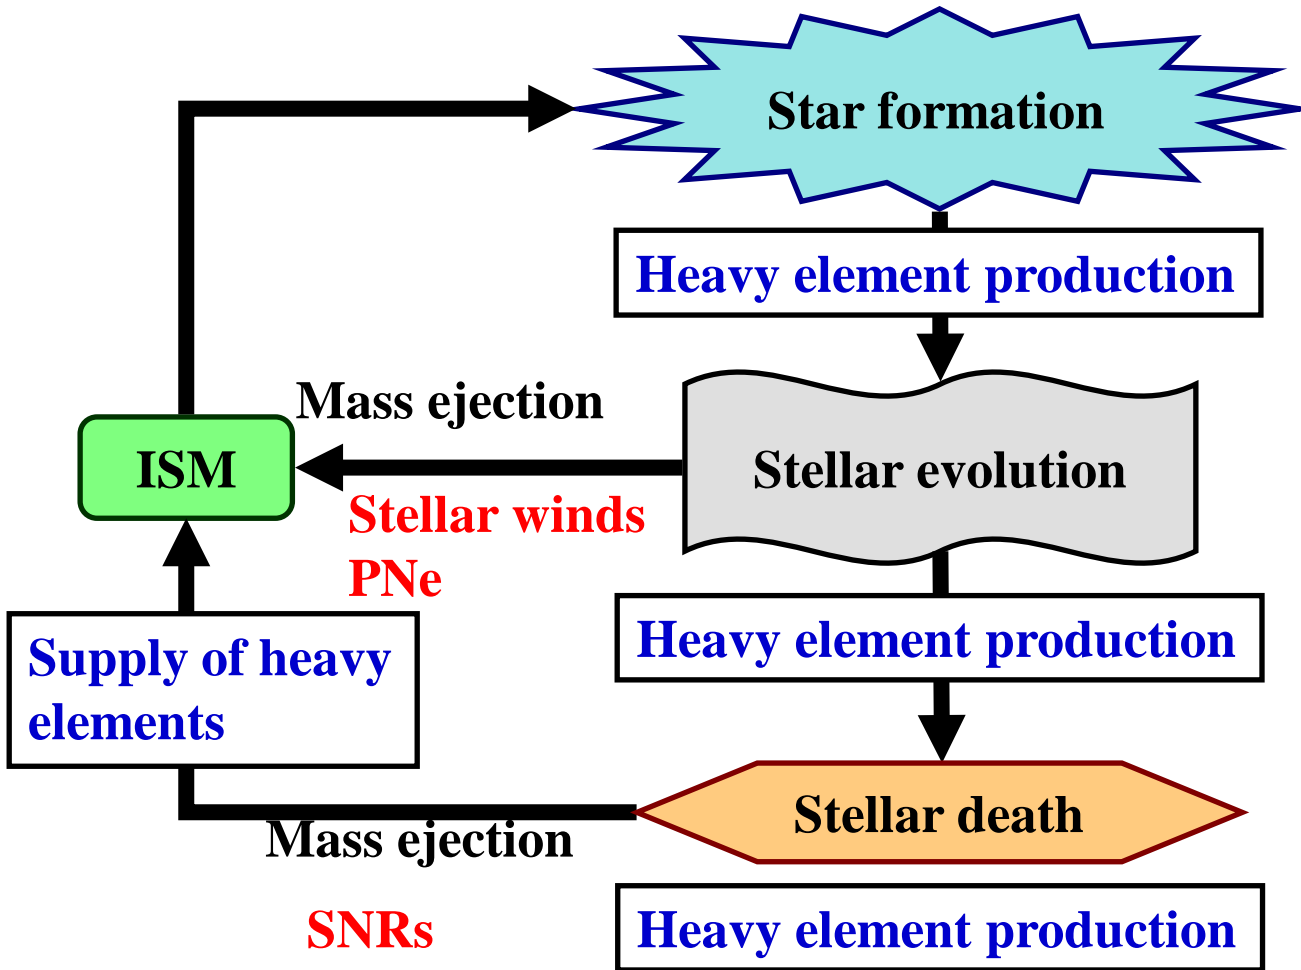 Star formation
Heavy element production
Mass ejection
ISM
Stellar evolution
Stellar winds
PNe
Heavy element production
Supply of heavy
elements
Stellar death
Mass ejection
SNRs
Heavy element production